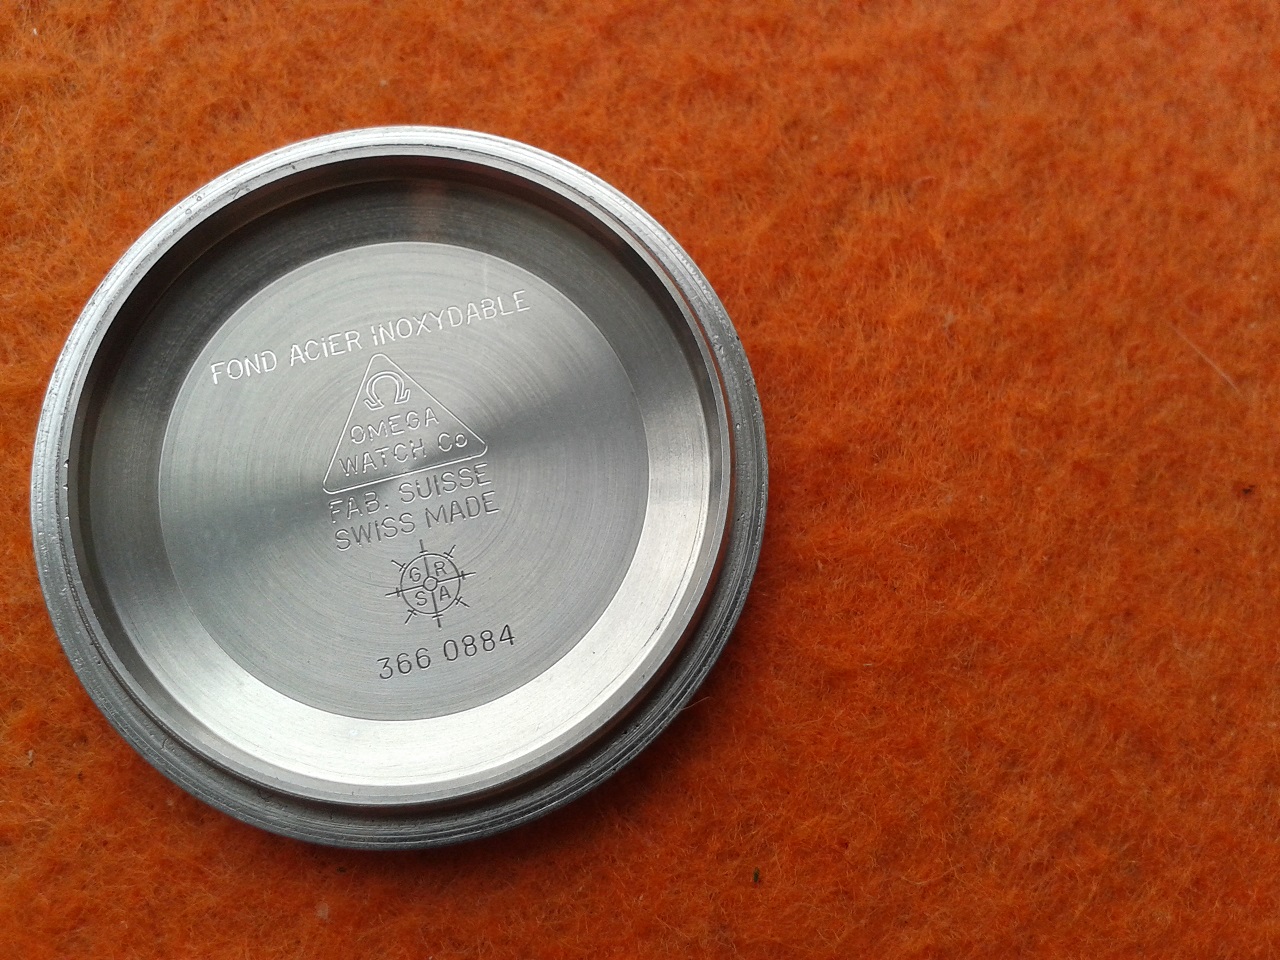 FOND ACiER iNOXYDABLE
Ω
OMEGA
WATCH Co
FAB. SUISSE
SWISS MADE
G R
S A
366 0884